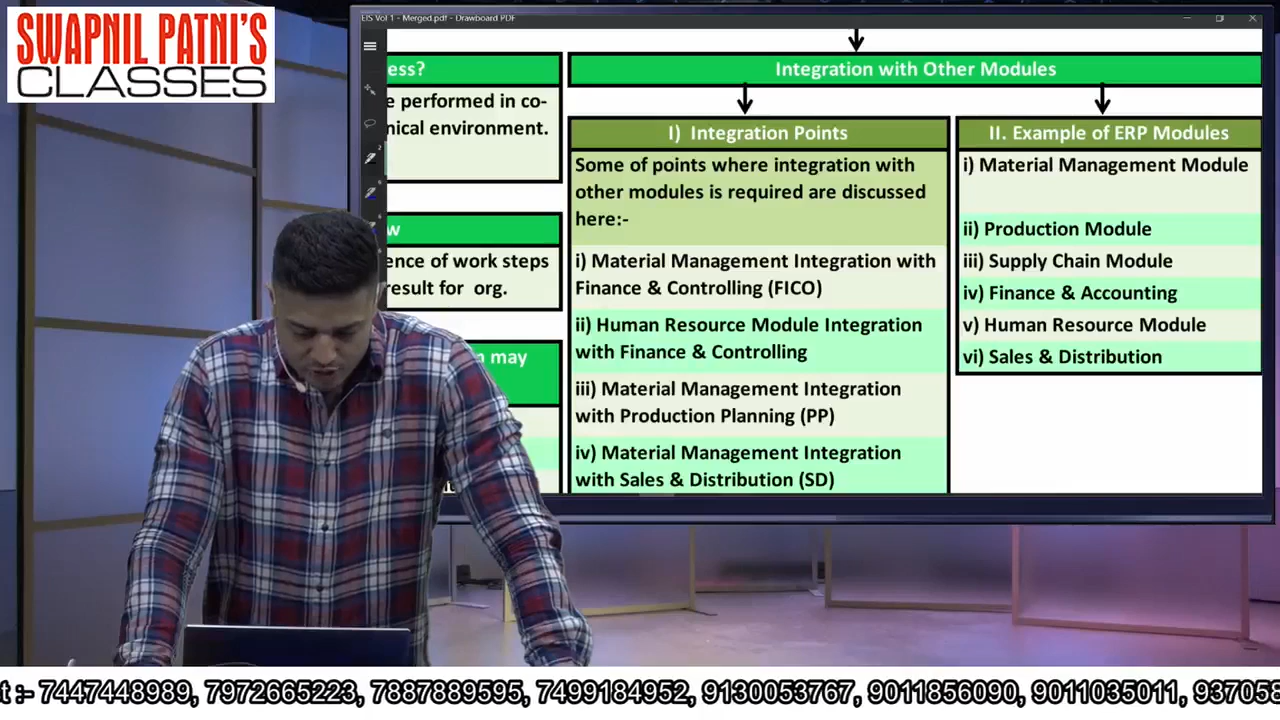 SWAPNIL PATNI'S
CLASSES
EIS Vol 1 - Merged.pdf - Drawboard PDF
ess?
e performed in co-
nical environment.
w
ence of work steps
result for org.
may
Integration with Other Modules
I) Integration Points
Some of points where integration with
other modules is required are discussed
here:-
i) Material Management Integration with
Finance & Controlling (FICO)
ii) Human Resource Module Integration
with Finance & Controlling
iii) Material Management Integration
with Production Planning (PP)
iv) Material Management Integration
with Sales & Distribution (SD)
II. Example of ERP Modules
i) Material Management Module
ii) Production Module
iii) Supply Chain Module
iv) Finance & Accounting
v) Human Resource Module
vi) Sales & Distribution
t :- 7447448989, 7972665223, 7887889595, 7499184952, 9130053767, 9011856090, 9011035011, 937058